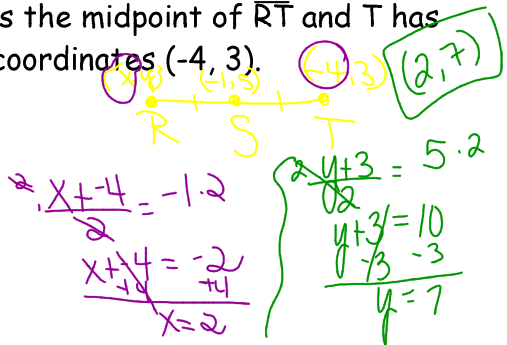 s the midpoint of RT and T has
coordinates (-4, 3).
(x,y) (-1,5) (-4,3) (2,7)
R S T
2. x+-4/2 = -1.2
x+-4 = -2
+4 +4
x=2
2. y+3/2 = 5.2
y+3 = 10
-3 -3
y=7